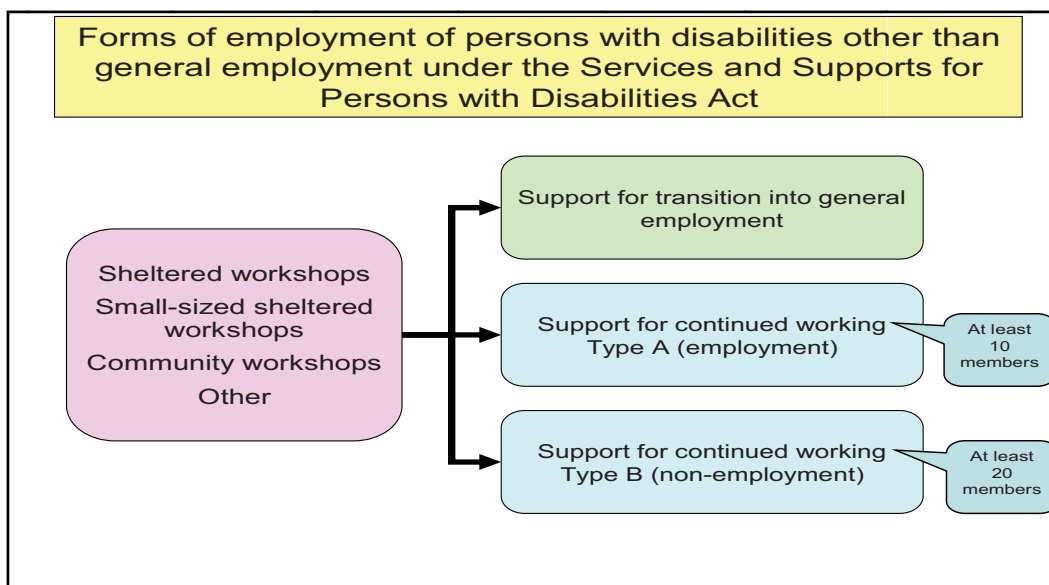 Forms of employment of persons with disabilities other than
general employment under the Services and Supports for
Persons with Disabilities Act
Support for transition into general
employment
Sheltered workshops
Small-sized sheltered
workshops
Community workshops
Other
Support for continued working
Type A (employment)
At least
10
members
Support for continued working
Type B (non-employment)
At least
20
members